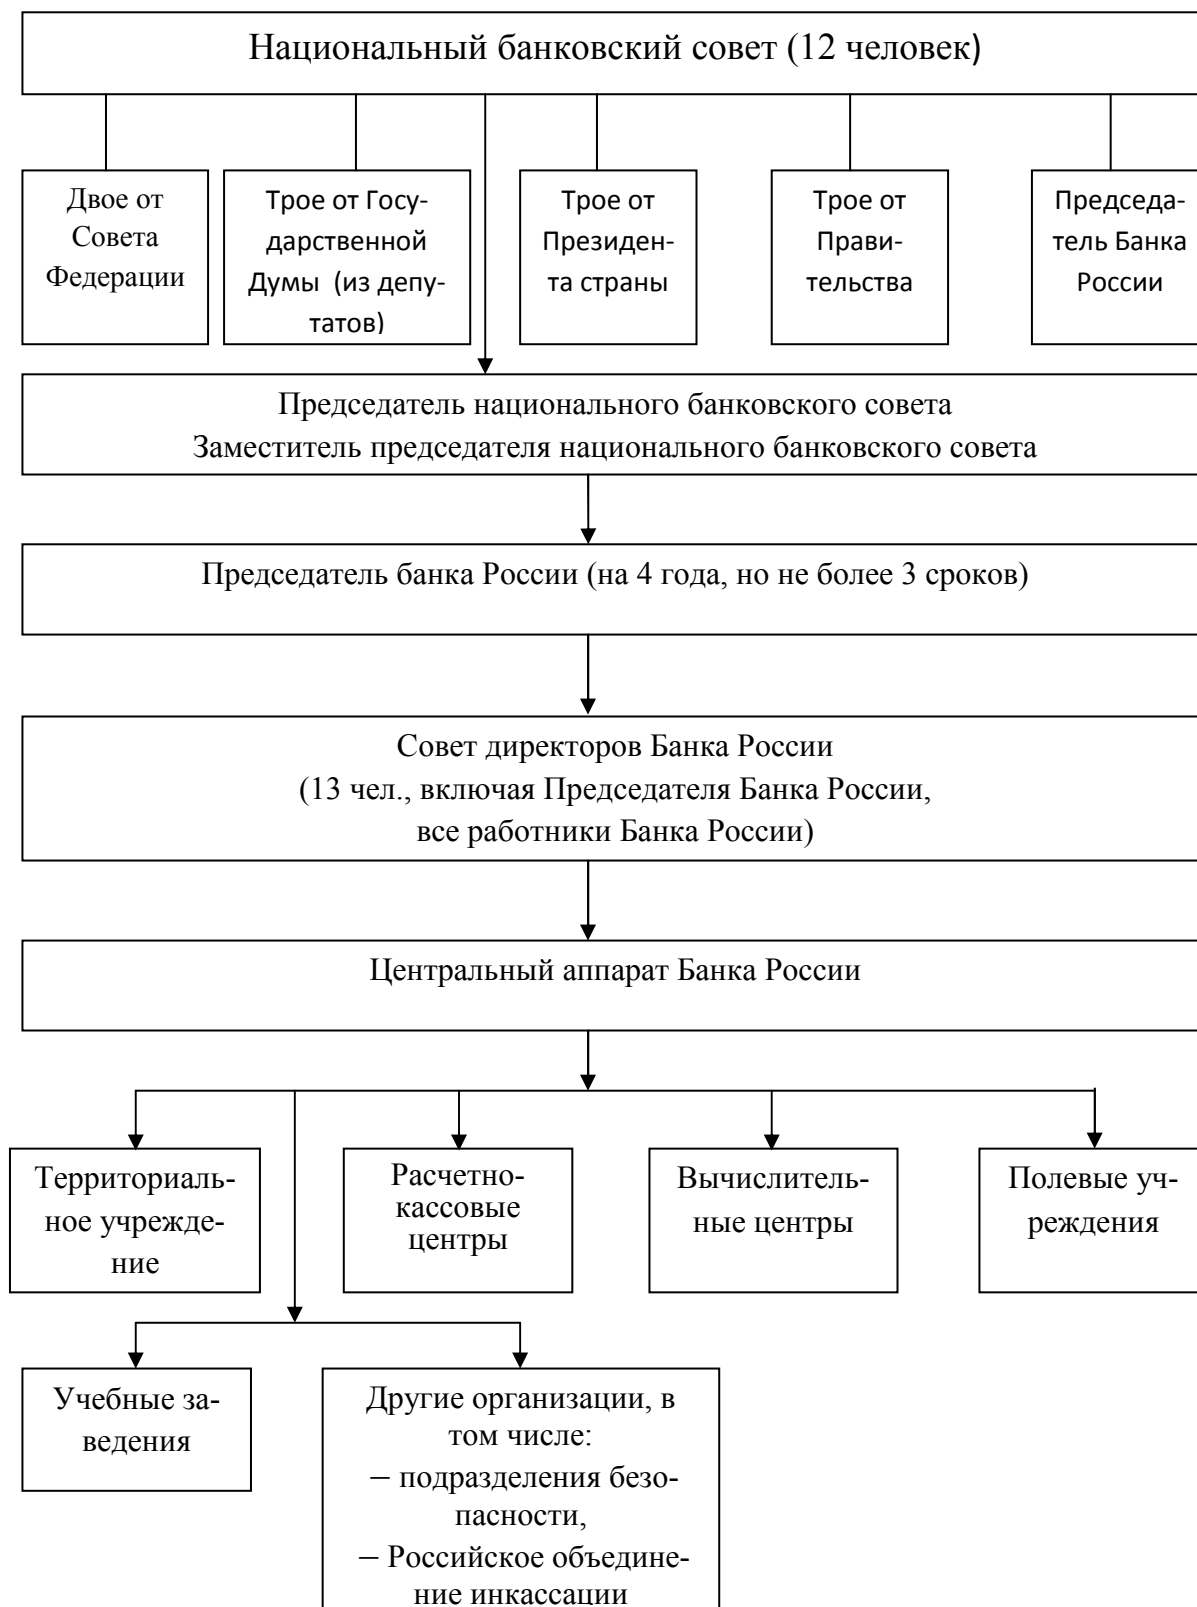 Национальный банковский совет (12 человек)
Двое от
Совета
Федерации
Трое от Госу-
дарственной
Думы (из депу-
татов)
Трое от
Президен-
та страны
Трое от
Прави-
тельства
Председа-
тель Банка
России
Председатель национального банковского совета
Заместитель председателя национального банковского совета
Председатель банка России (на 4 года, но не более 3 сроков)
Совет директоров Банка России
(13 чел., включая Председателя Банка России,
все работники Банка России)
Центральный аппарат Банка России
Территориаль-
ное учрежде-
ние
Расчетно-
кассовые
центры
Вычислитель-
ные центры
Полевые уч-
реждения
Учебные за-
ведения
Другие организации, в
том числе:
– подразделения безо-
пасности,
– Российское объедине-
ние инкассации